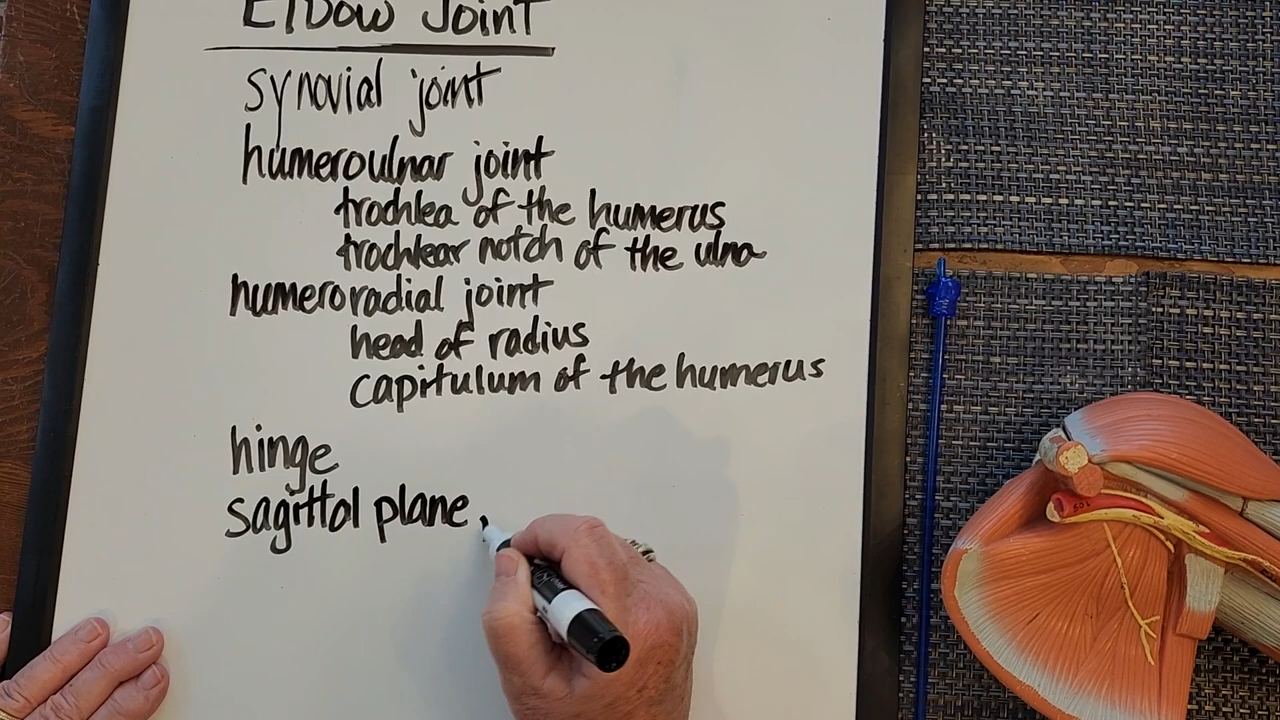 Elbow Joint
synovial joint
humeroulnar joint
trochlea of the humerus
trochlear notch of the ulna
humeroradial joint
head of radius
capitulum of the humerus
hinge
sagittal plane